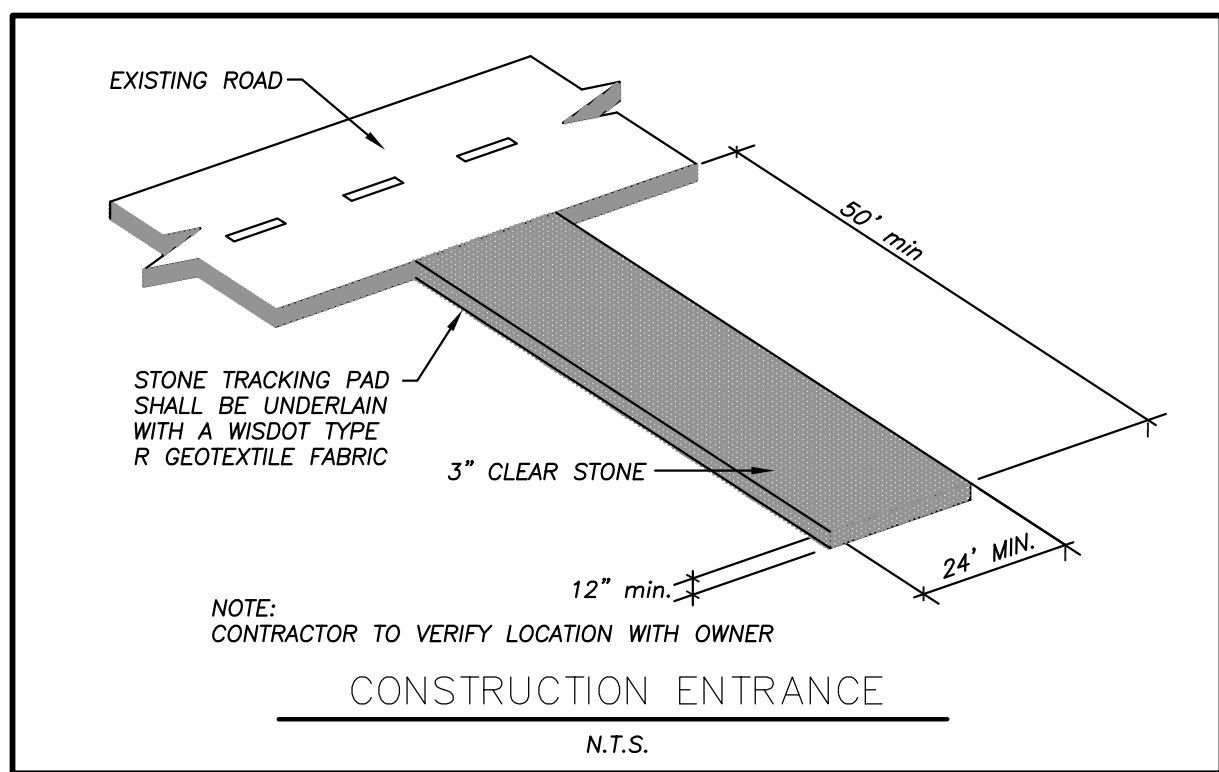 EXISTING ROAD
50' min
STONE TRACKING PAD
SHALL BE UNDERLAIN
WITH A WISDOT TYPE
R GEOTEXTILE FABRIC
3" CLEAR STONE
24' MIN.
12" min.
NOTE:
CONTRACTOR TO VERIFY LOCATION WITH OWNER
CONSTRUCTION ENTRANCE
N.T.S.